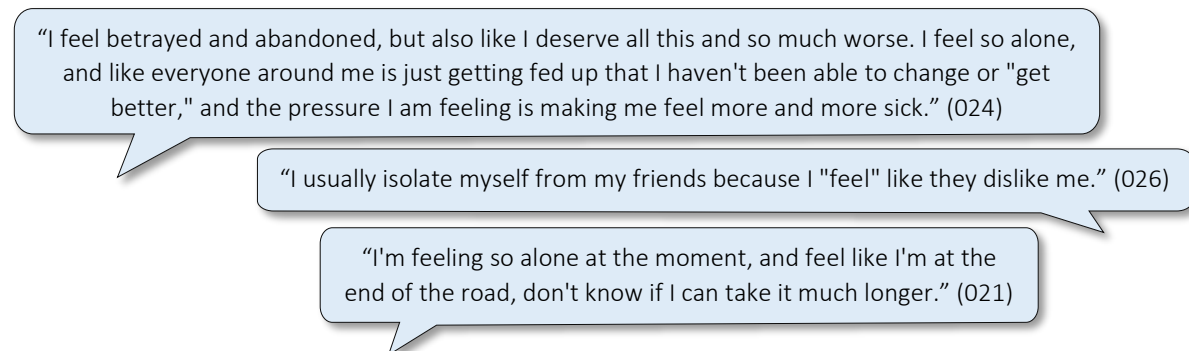 “I feel betrayed and abandoned, but also like I deserve all this and so much worse. I feel so alone,
and like everyone around me is just getting fed up that I haven't been able to change or "get
better," and the pressure I am feeling is making me feel more and more sick.” (024)
“I usually isolate myself from my friends because I "feel" like they dislike me.” (026)
“I'm feeling so alone at the moment, and feel like I'm at the
end of the road, don't know if I can take it much longer.” (021)